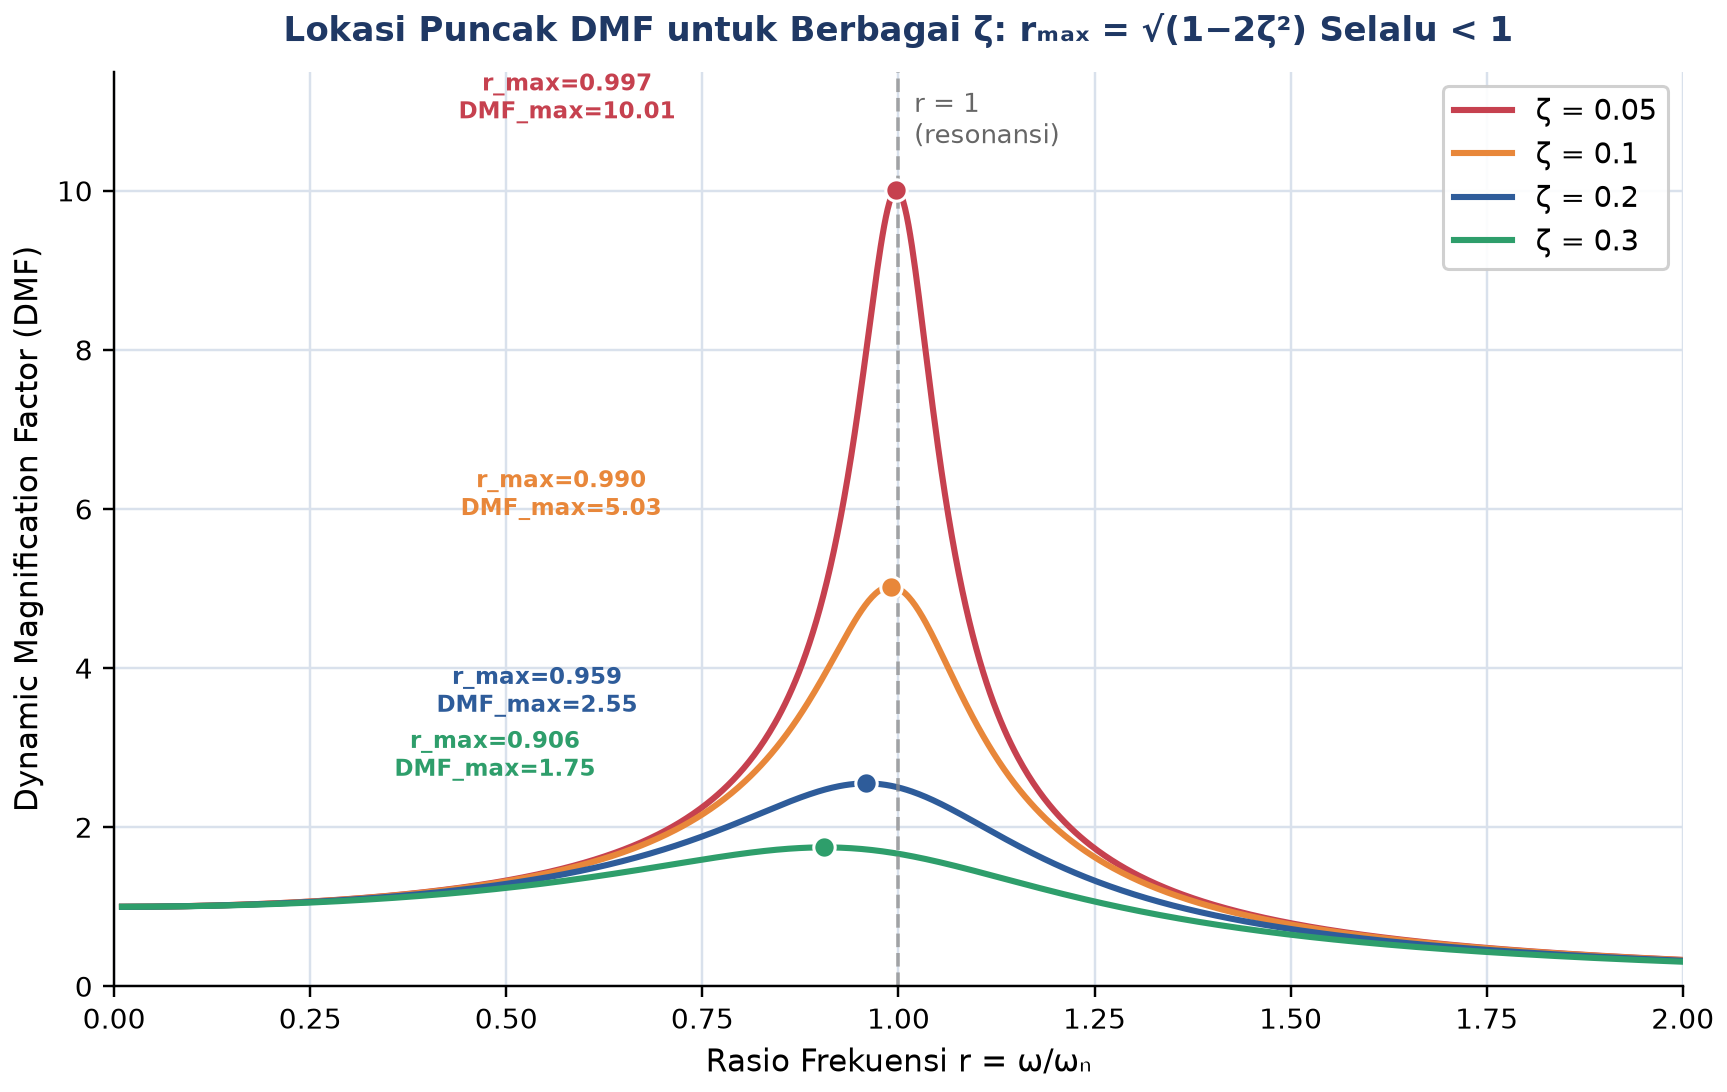 Lokasi Puncak DMF untuk Berbagai ζ: rₘₐₓ = √(1−2ζ²) Selalu < 1
r_max=0.997
DMF_max=10.01
r = 1
(resonansi)
ζ = 0.05
ζ = 0.1
ζ = 0.2
ζ = 0.3
r_max=0.990
DMF_max=5.03
r_max=0.959
DMF_max=2.55
r_max=0.906
DMF_max=1.75
Dynamic Magnification Factor (DMF)
10
8
6
4
2
0
0.00 0.25 0.50 0.75 1.00 1.25 1.50 1.75 2.00
Rasio Frekuensi r = ω/ωₙ